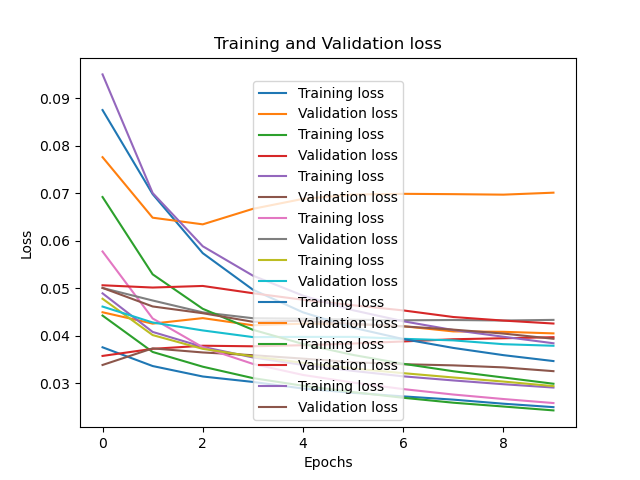 Training and Validation loss
Loss
0.09
0.08
0.07
0.06
0.05
0.04
0.03
Training loss
Validation loss
Training loss
Validation loss
Training loss
Validation loss
Training loss
Validation loss
Training loss
Validation loss
Training loss
Validation loss
Training loss
Validation loss
Training loss
Validation loss
0 2 4 6 8
Epochs